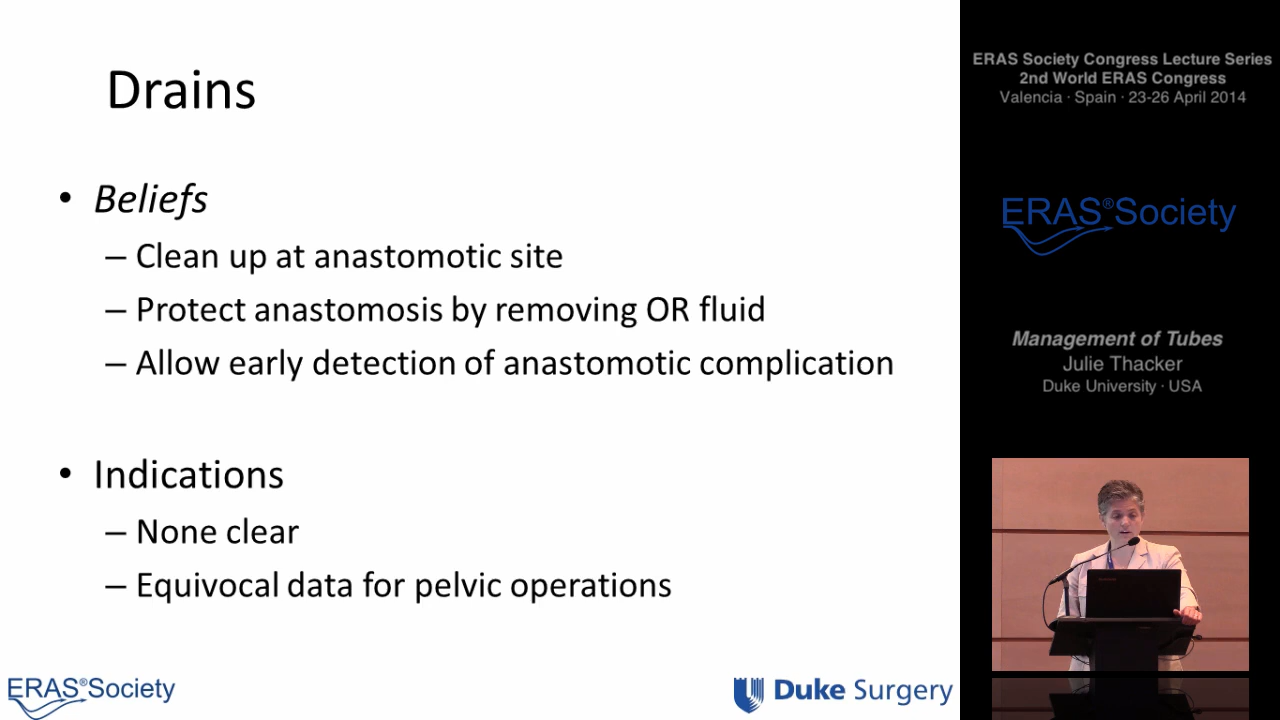 Drains
• Beliefs
– Clean up at anastomotic site
– Protect anastomosis by removing OR fluid
– Allow early detection of anastomotic complication
• Indications
– None clear
– Equivocal data for pelvic operations
ERAS®Society
Duke Surgery
ERAS Society Congress Lecture Series
2nd World ERAS Congress
Valencia · Spain · 23-26 April 2014
ERAS®Society
Management of Tubes
Julie Thacker
Duke University · USA